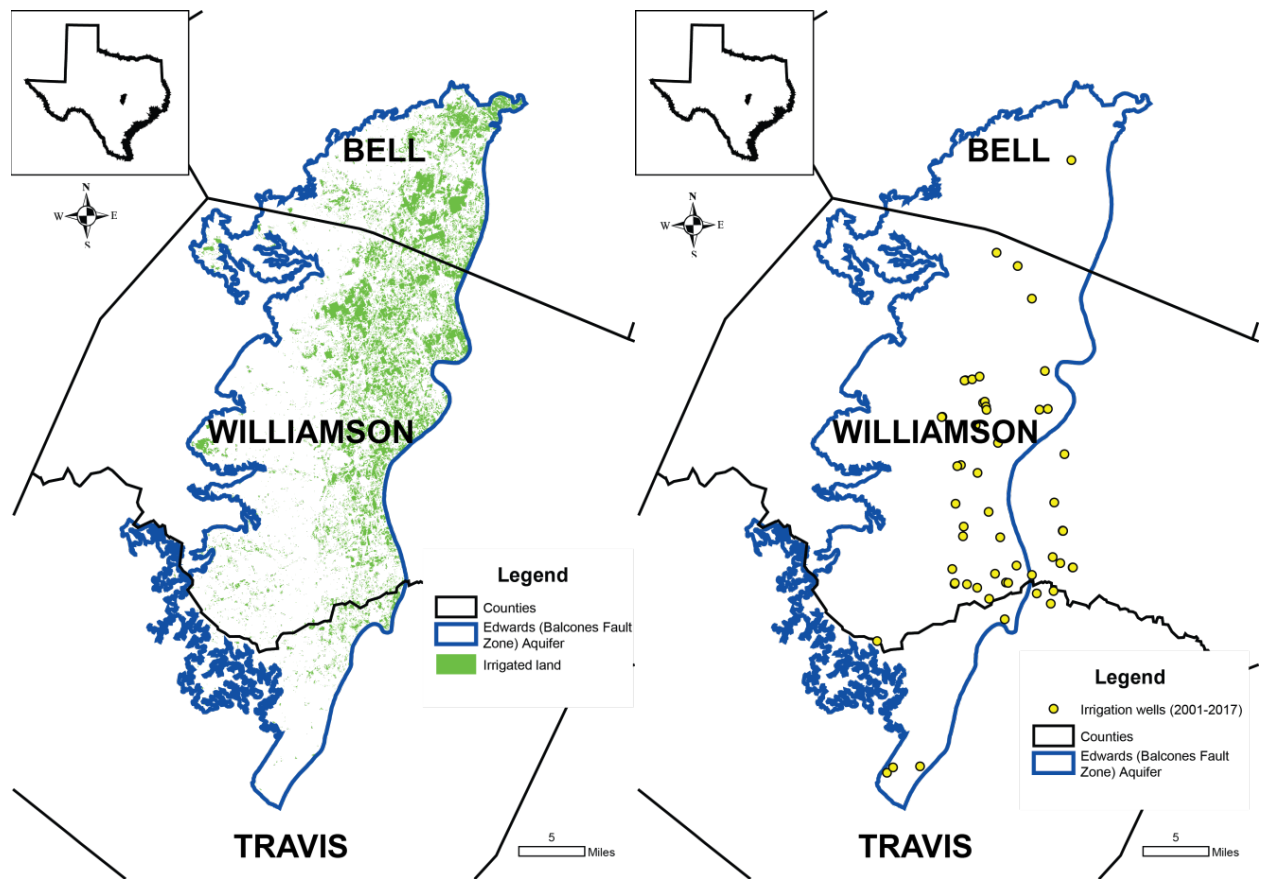 BELL
N
W E
S
WILLIAMSON
Legend
Counties
Edwards (Balcones Fault
Zone) Aquifer
Irrigated land
5
Miles
TRAVIS
BELL
N
W E
S
WILLIAMSON
Legend
Irrigation wells (2001-2017)
Counties
Edwards (Balcones Fault
Zone) Aquifer
5
Miles
TRAVIS